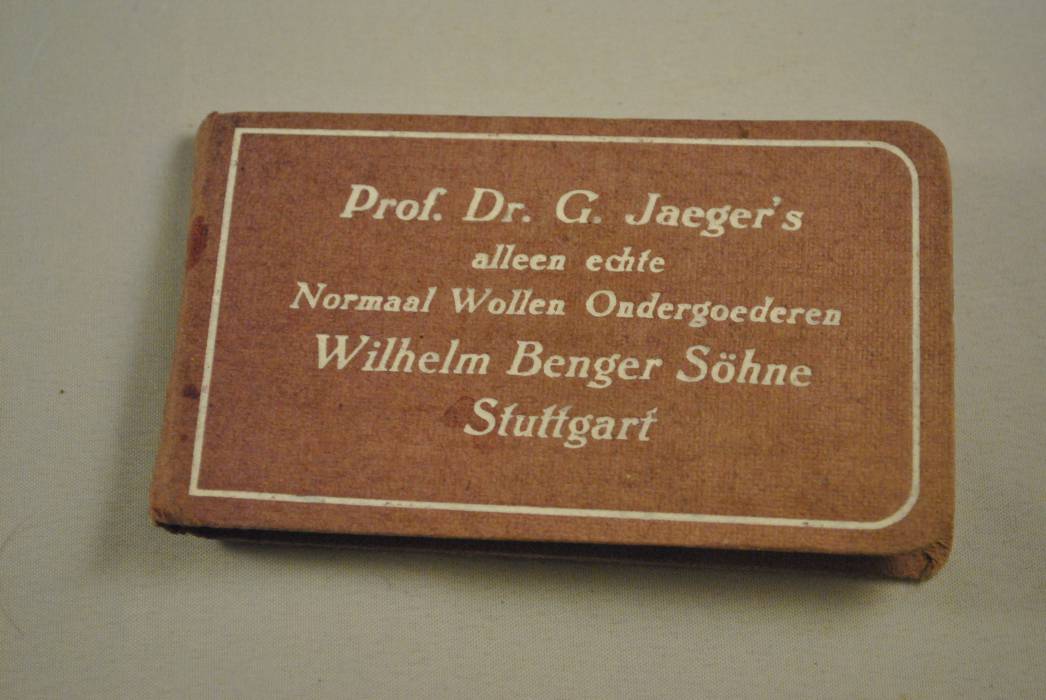 Prof. Dr. G. Jaeger's
alleen echte
Normaal Wollen Ondergoederen
Wilhelm Benger Söhne
Stuttgart